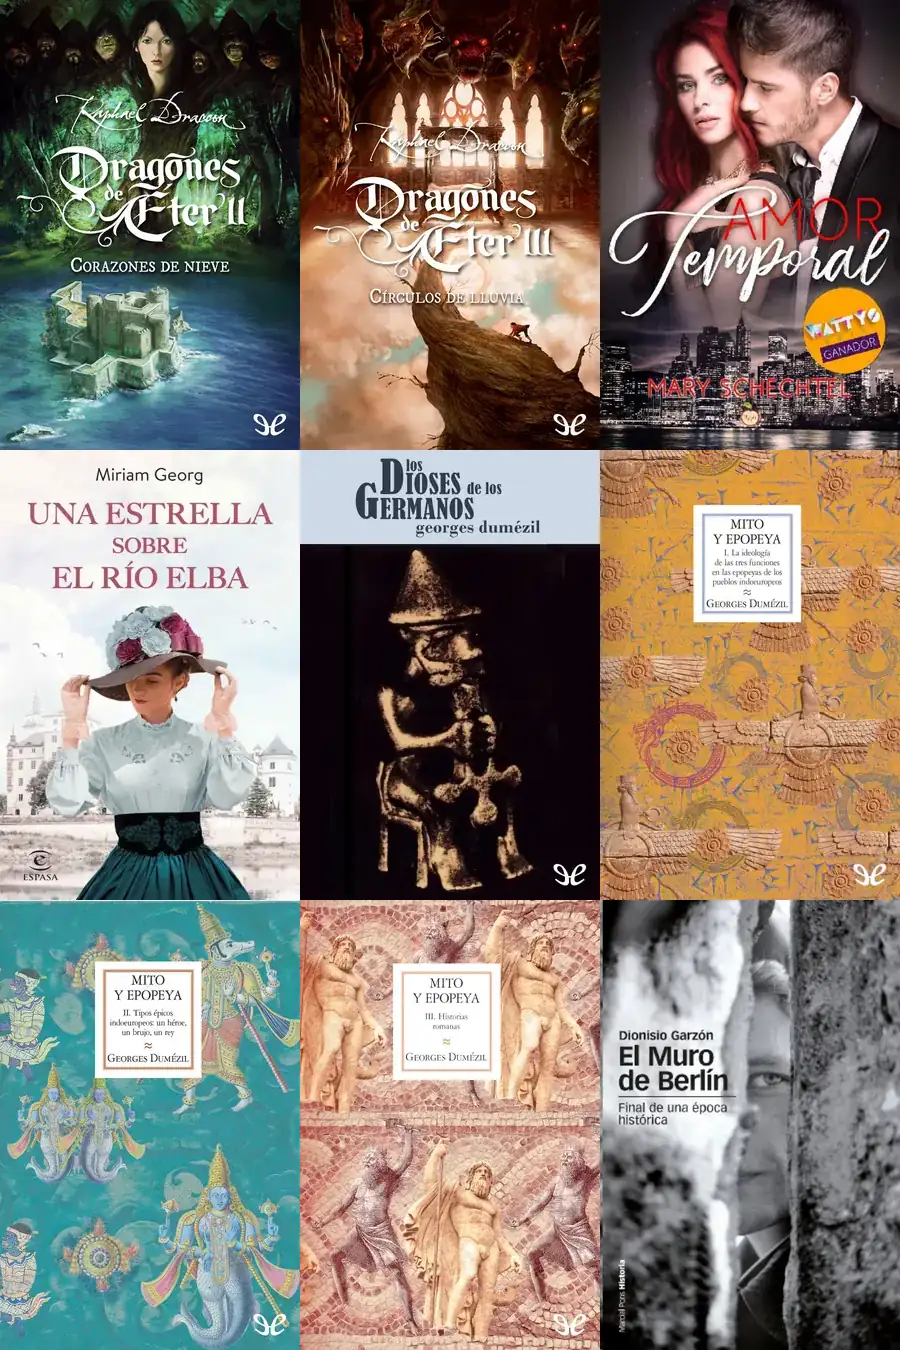 Raphael Draccon
Dragones
de
Éter II
CORAZONES DE NIEVE
Raphael Draccon
Dragones
de
Éter III
CÍRCULOS DE LLUVIA
AMOR
Temporal
WATTYS
GANADOR
MARY SCHECHTEL
Miriam Georg
UNA ESTRELLA
SOBRE
EL RÍO ELBA
ESPASA
los
DIOSES de los
GERMANOS
georges dumézil
MITO
Y EPOPEYA
I. La ideología
de las tres funciones
en las epopeyas de los
pueblos indoeuropeos
GEORGES DUMÉZIL
MITO
Y EPOPEYA
II. Tipos épicos
indoeuropeos: un héroe,
un brujo, un rey
GEORGES DUMÉZIL
MITO
Y EPOPEYA
III. Historias
romanas
GEORGES DUMÉZIL
Dionisio Garzón
El Muro
de Berlín
Final de una época
histórica
Marcial Pons Historia